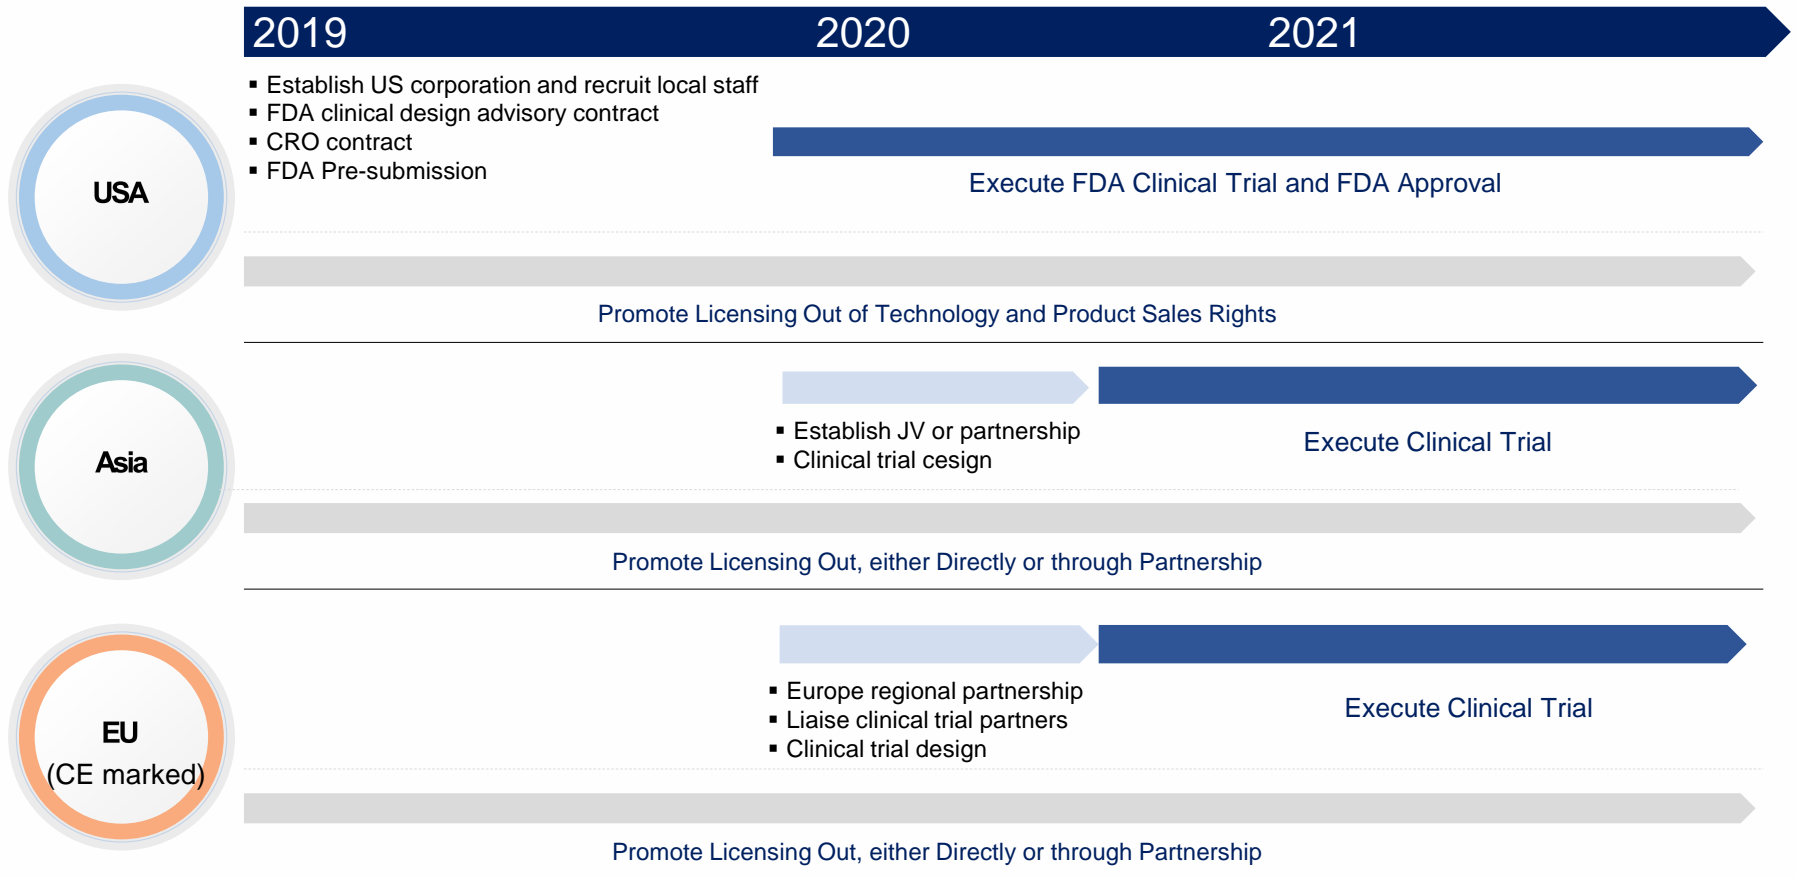 2019 2020 2021
▪ Establish US corporation and recruit local staff
▪ FDA clinical design advisory contract
▪ CRO contract
▪ FDA Pre-submission
USA
Execute FDA Clinical Trial and FDA Approval
Promote Licensing Out of Technology and Product Sales Rights
Asia
▪ Establish JV or partnership
▪ Clinical trial cesign
Execute Clinical Trial
Promote Licensing Out, either Directly or through Partnership
EU
(CE marked)
▪ Europe regional partnership
▪ Liaise clinical trial partners
▪ Clinical trial design
Execute Clinical Trial
Promote Licensing Out, either Directly or through Partnership